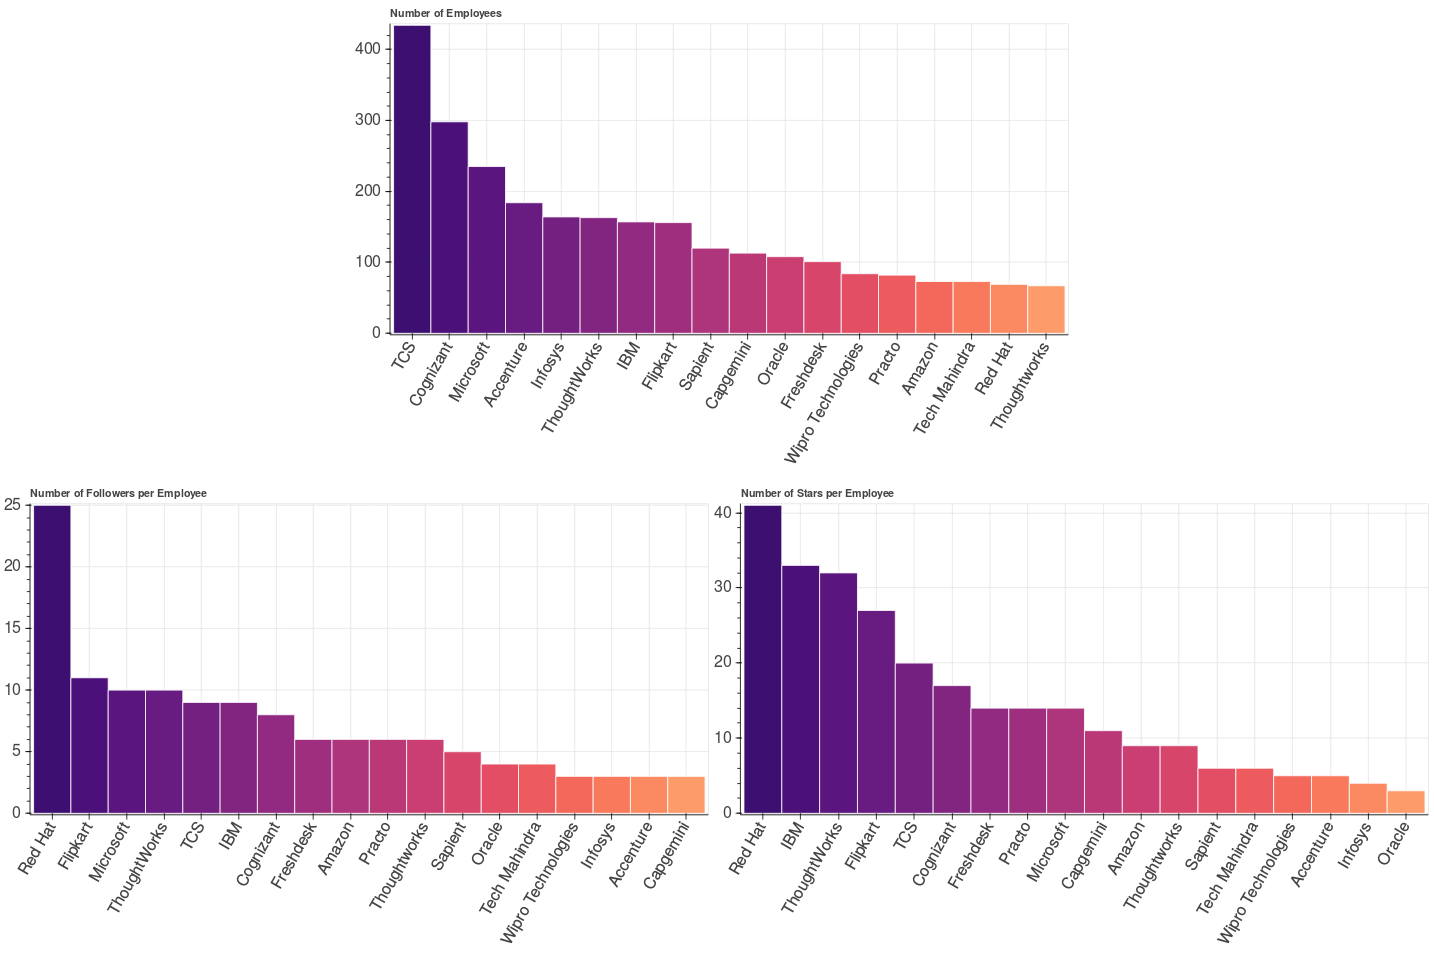 Number of Employees
400
300
200
100
0
TCS
Cognizant
Microsoft
Accenture
Infosys
ThoughtWorks
IBM
Flipkart
Sapient
Capgemini
Oracle
Freshdesk
Wipro Technologies
Practo
Amazon
Tech Mahindra
Red Hat
Thoughtworks
Number of Followers per Employee
25
20
15
10
5
0
Red Hat
Flipkart
Microsoft
ThoughtWorks
TCS
IBM
Cognizant
Freshdesk
Amazon
Practo
Thoughtworks
Sapient
Oracle
Tech Mahindra
Wipro Technologies
Infosys
Accenture
Capgemini
Number of Stars per Employee
40
30
20
10
0
Red Hat
IBM
ThoughtWorks
Flipkart
TCS
Cognizant
Freshdesk
Practo
Microsoft
Capgemini
Amazon
Thoughtworks
Sapient
Tech Mahindra
Wipro Technologies
Accenture
Infosys
Oracle